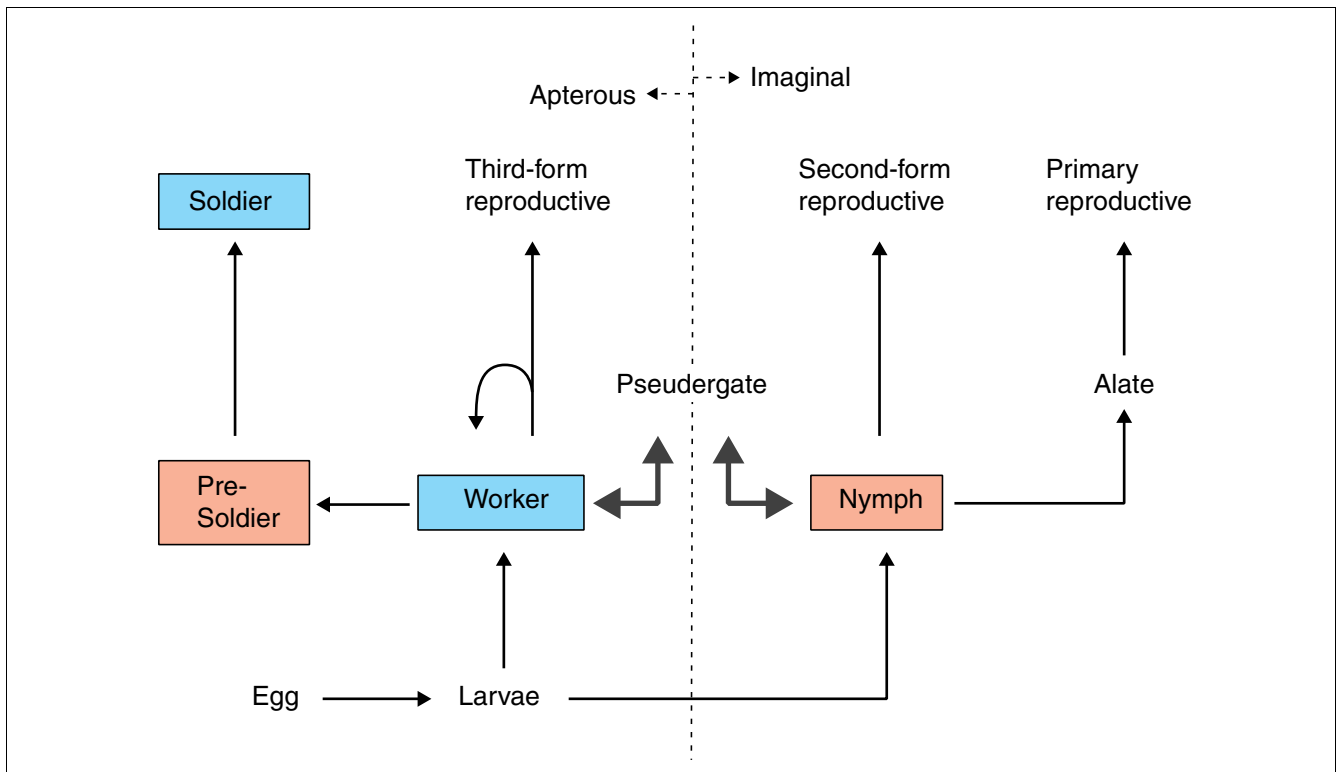 Imaginal
Apterous
Soldier
Third-form
reproductive
Second-form
reproductive
Primary
reproductive
Pseudergate
Alate
Pre-
Soldier
Worker
Nymph
Egg
Larvae